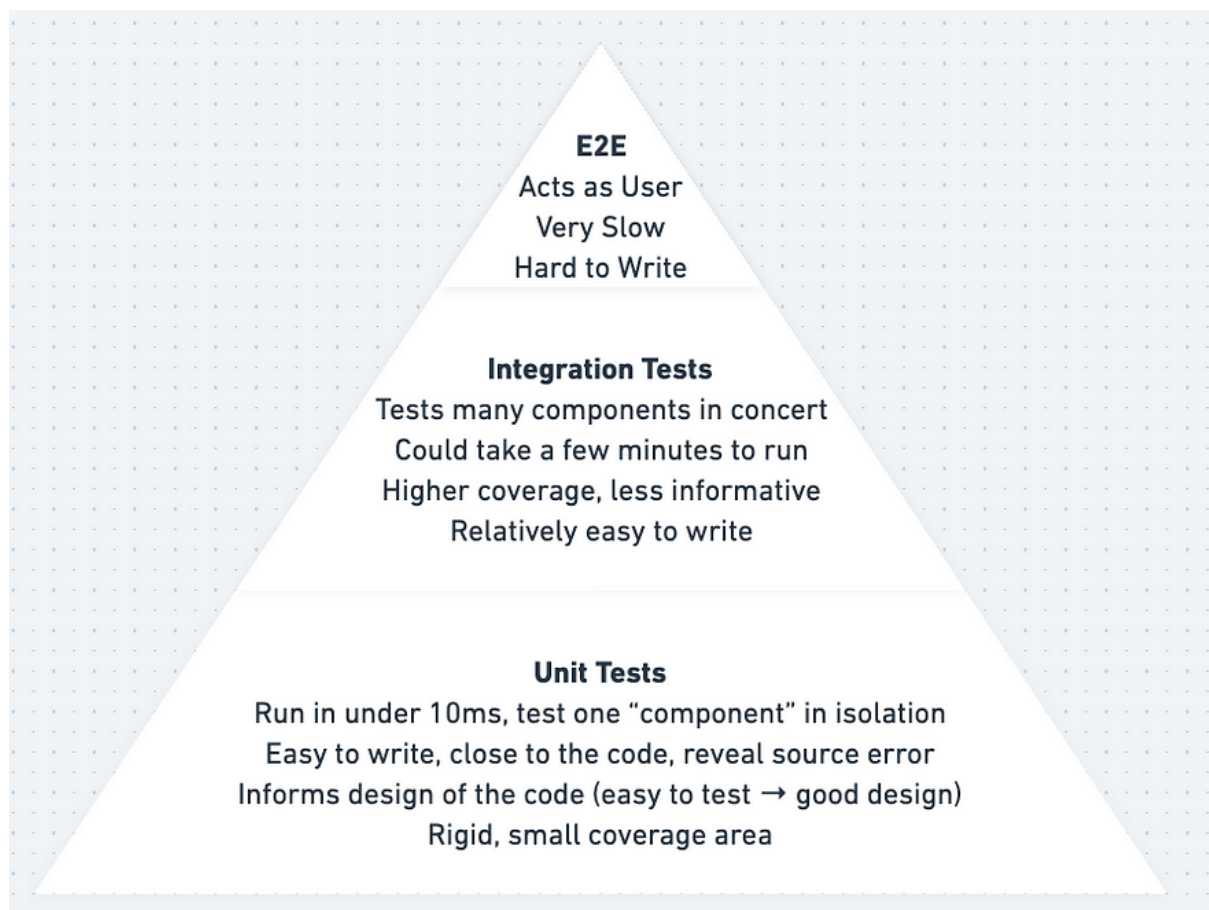 E2E
Acts as User
Very Slow
Hard to Write
Integration Tests
Tests many components in concert
Could take a few minutes to run
Higher coverage, less informative
Relatively easy to write
Unit Tests
Run in under 10ms, test one “component” in isolation
Easy to write, close to the code, reveal source error
Informs design of the code (easy to test → good design)
Rigid, small coverage area